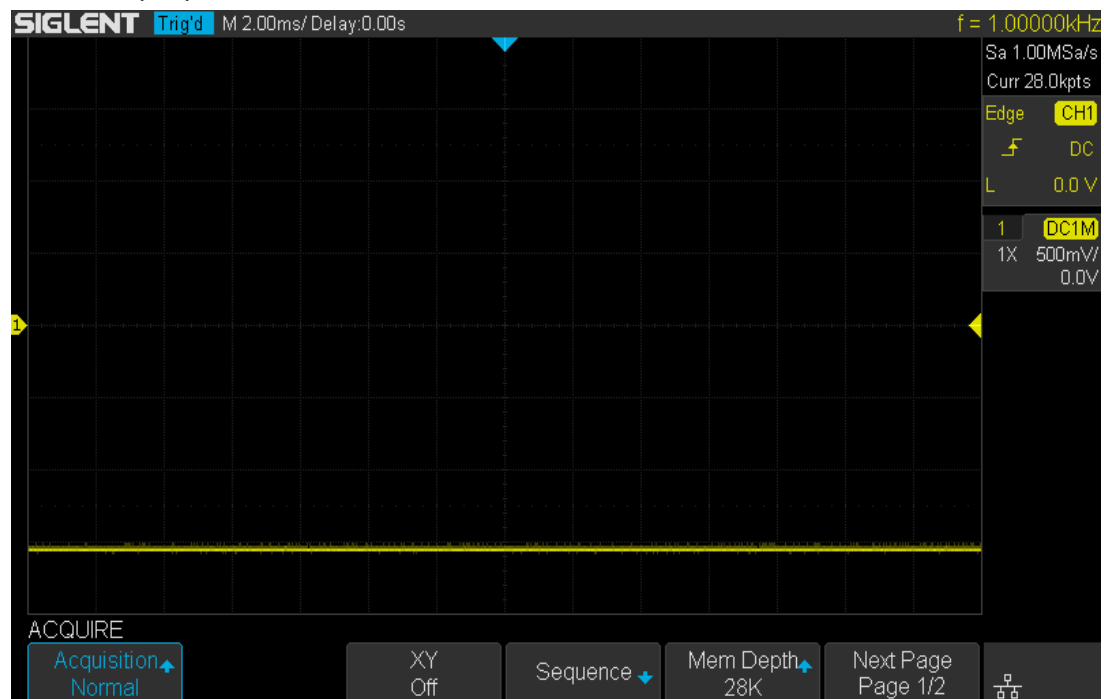 SIGLENT Trig'd M 2.00ms/ Delay:0.00s f = 1.00000kHz
Sa 1.00MSa/s
Curr 28.0kpts
Edge CH1
DC
L 0.0 V
1 DC1M
1X 500mV/
0.0V
1
ACQUIRE
Acquisition
Normal
XY
Off
Sequence
Mem Depth
28K
Next Page
Page 1/2